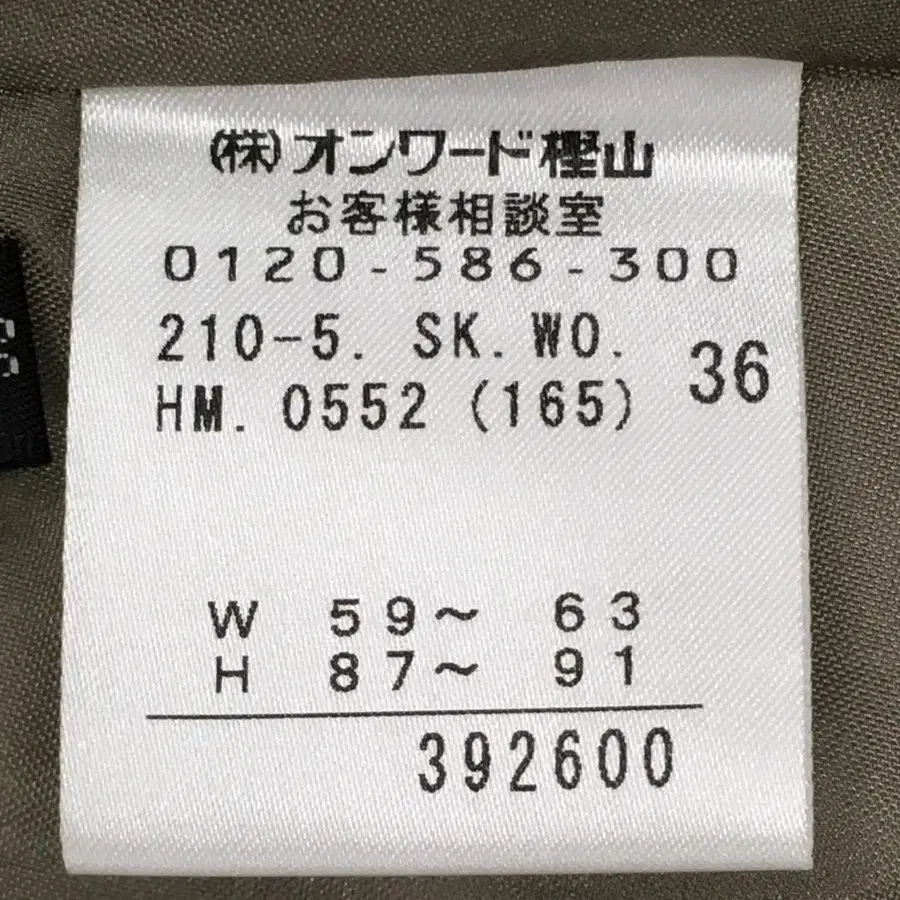 (株)オンワード樫山
お客様相談室
0120-586-300
210-5. SK.WO.
HM. 0552 (165)
36
W 59～ 63
H 87～ 91
392600